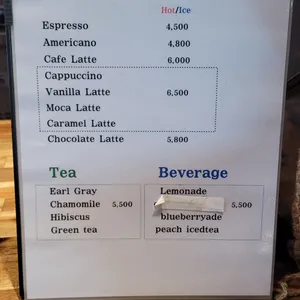 Hot/Ice
Espresso 4,500
Americano 4,800
Cafe Latte 6,000
Cappuccino
Vanilla Latte 6,500
Moca Latte
Caramel Latte
Chocolate Latte 5,800
Tea Beverage
Earl Gray Lemonade
Chamomile 5,500 5,500
Hibiscus blueberryade
Green tea peach icedtea